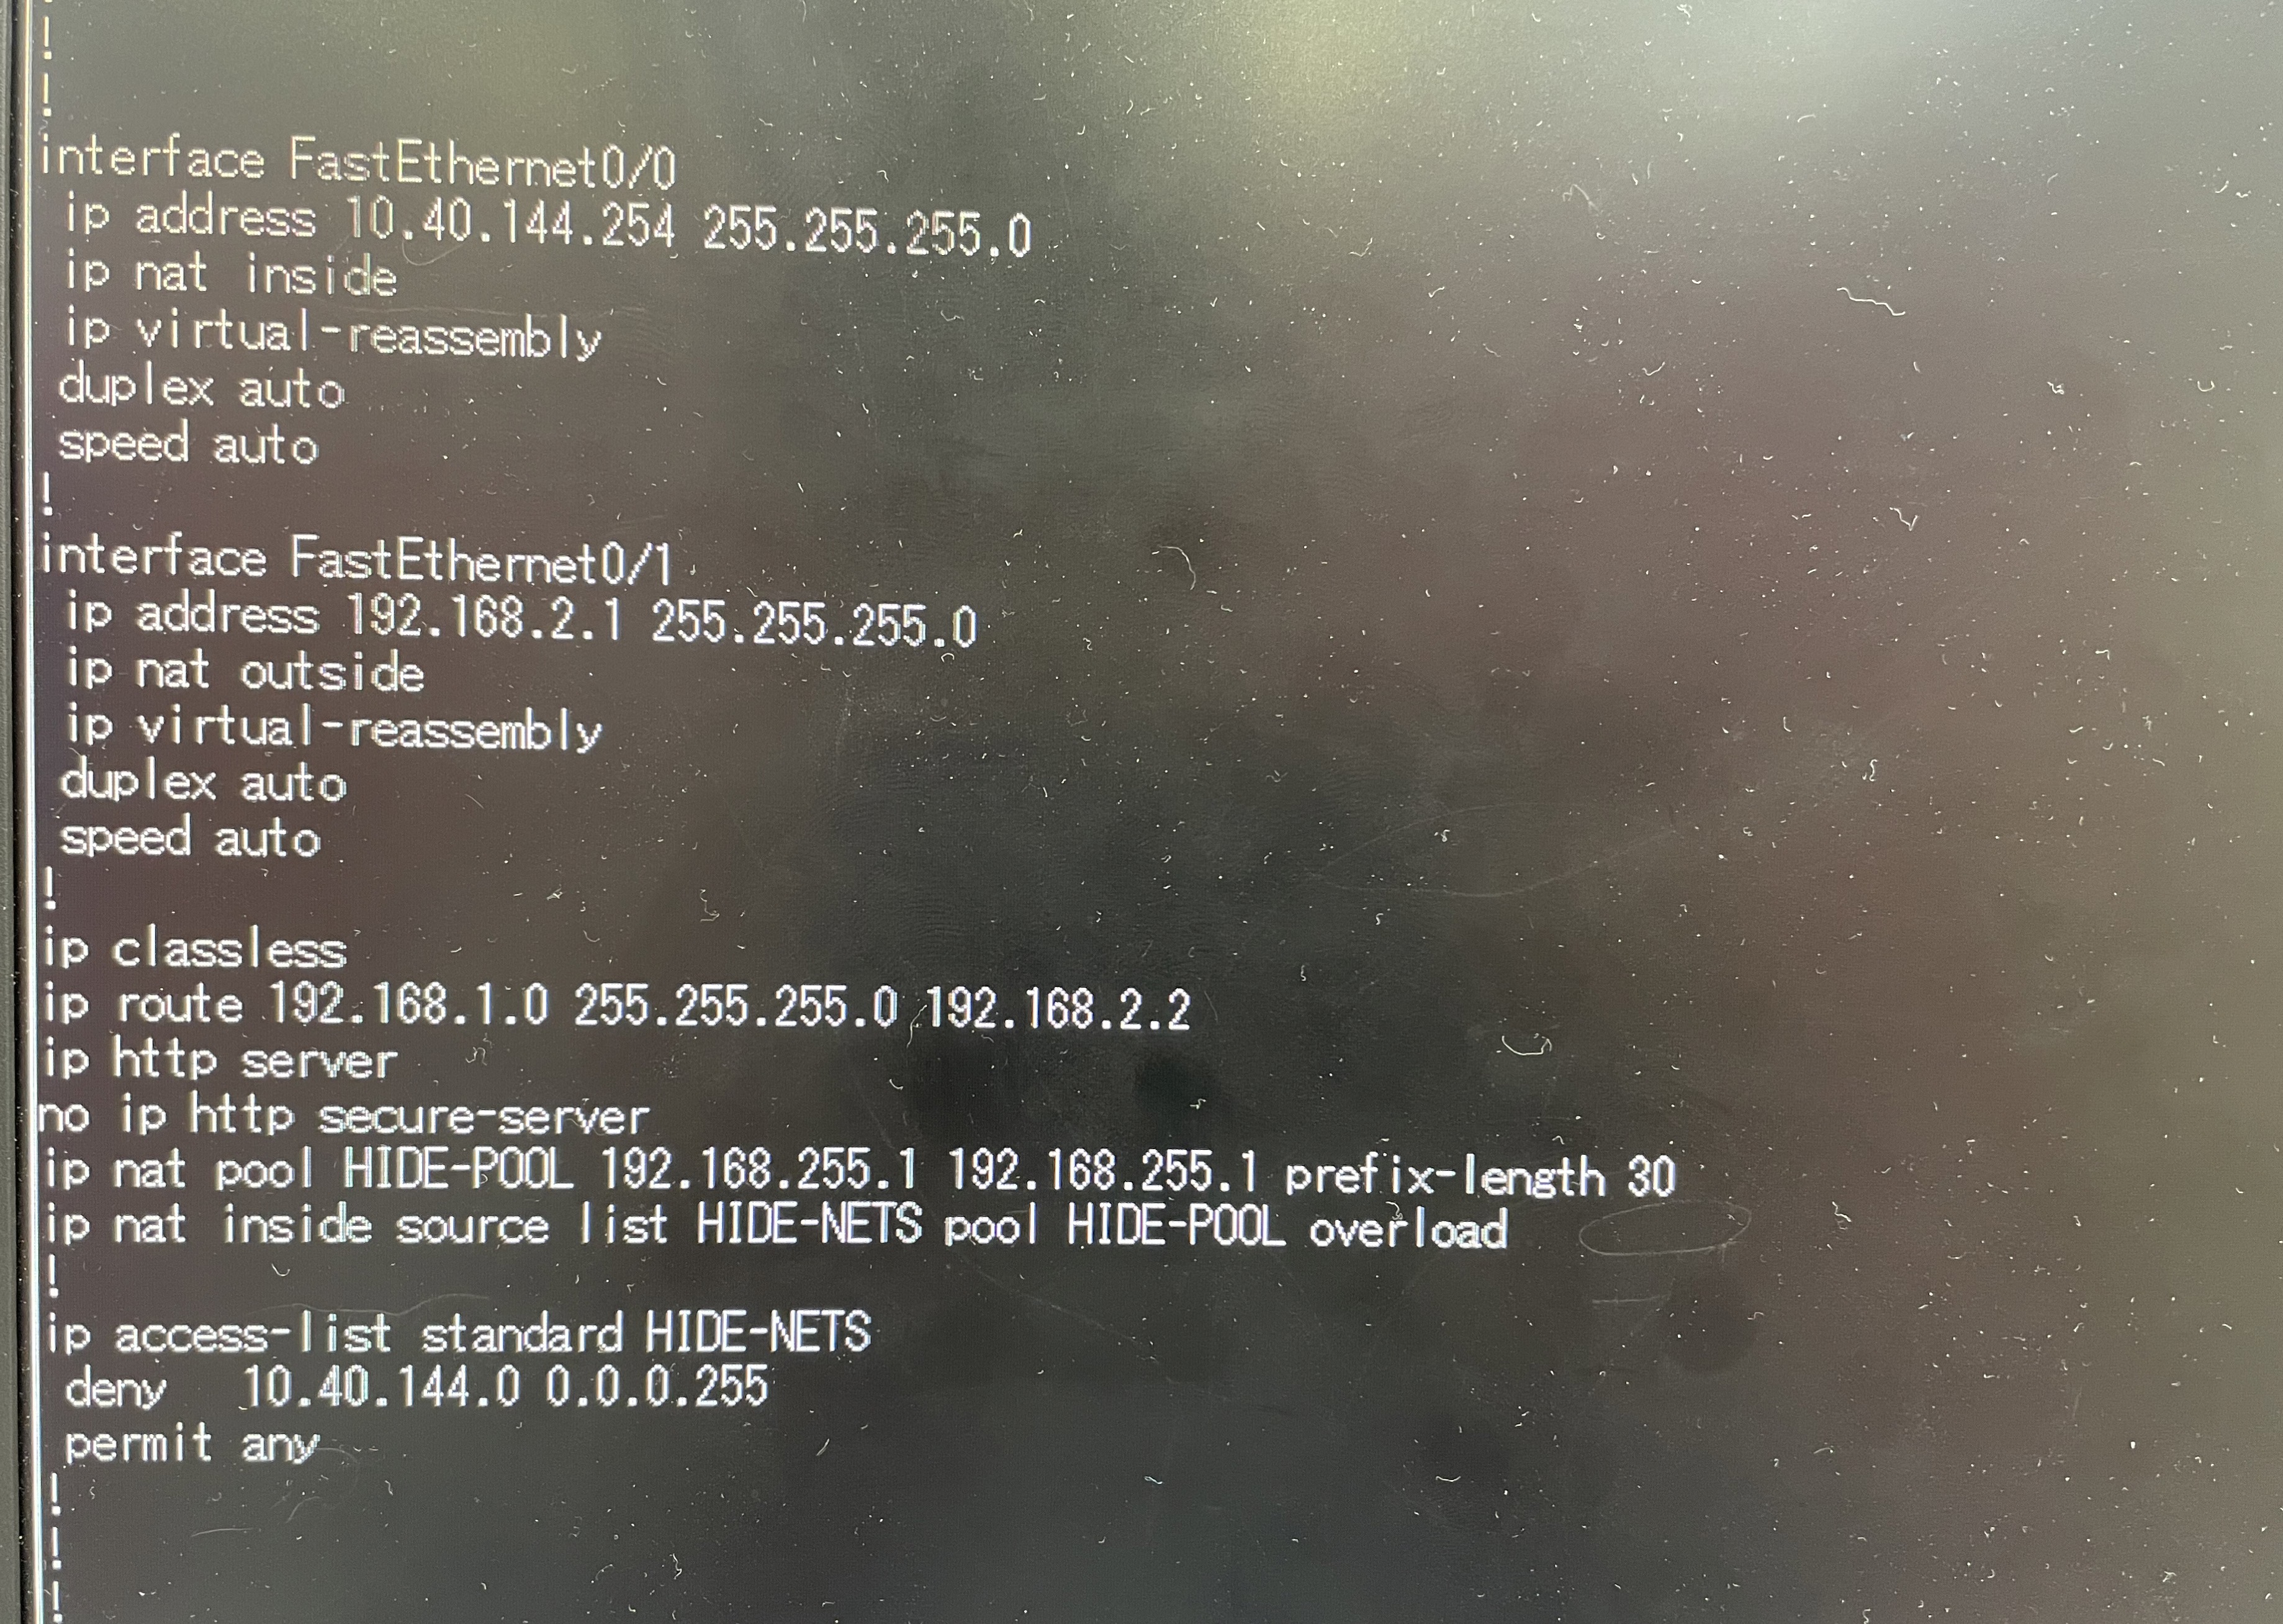 !
!
interface FastEthernet0/0
 ip address 10.40.144.254 255.255.255.0
 ip nat inside
 ip virtual-reassembly
 duplex auto
 speed auto
!
interface FastEthernet0/1
 ip address 192.168.2.1 255.255.255.0
 ip nat outside
 ip virtual-reassembly
 duplex auto
 speed auto
!
ip classless
ip route 192.168.1.0 255.255.255.0 192.168.2.2
ip http server
no ip http secure-server
ip nat pool HIDE-POOL 192.168.255.1 192.168.255.1 prefix-length 30
ip nat inside source list HIDE-NETS pool HIDE-POOL overload
!
ip access-list standard HIDE-NETS
 deny   10.40.144.0 0.0.0.255
 permit any
!
!
!